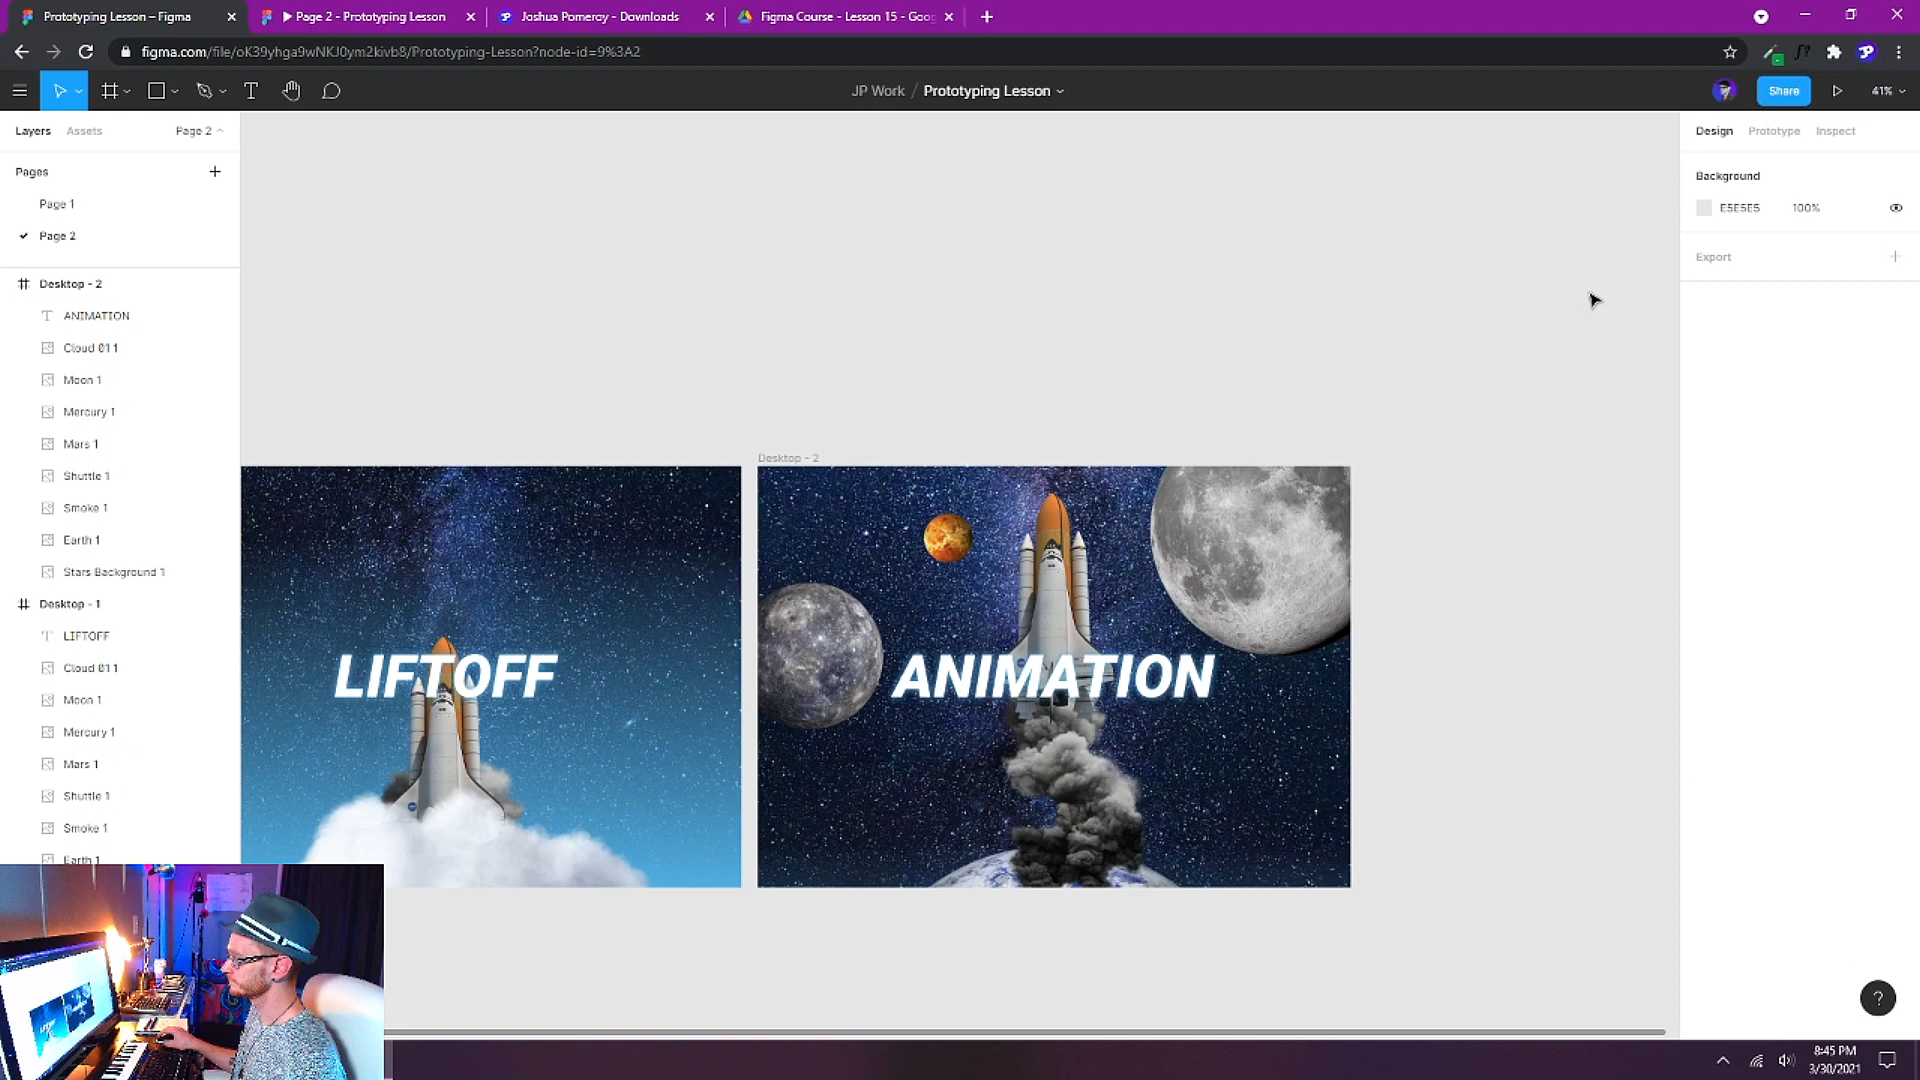 Prototyping Lesson – Figma
Page 2 - Prototyping Lesson
Joshua Pomeroy - Downloads
Figma Course - Lesson 15 - Goog
figma.com/file/oK39yhga9wNKJ0ym2kivb8/Prototyping-Lesson?node-id=9%3A2
JP Work / Prototyping Lesson
Share
41%
Layers
Assets
Page 2
Design
Prototype
Inspect
Pages
Page 1
Page 2
Background
E5E5E5
100%
Export
Desktop - 2
ANIMATION
Cloud 01 1
Moon 1
Mercury 1
Mars 1
Shuttle 1
Smoke 1
Earth 1
Stars Background 1
Desktop - 1
LIFTOFF
Cloud 01 1
Moon 1
Mercury 1
Mars 1
Shuttle 1
Smoke 1
Earth 1
Desktop - 2
LIFTOFF
ANIMATION
?
8:45 PM
3/30/2021